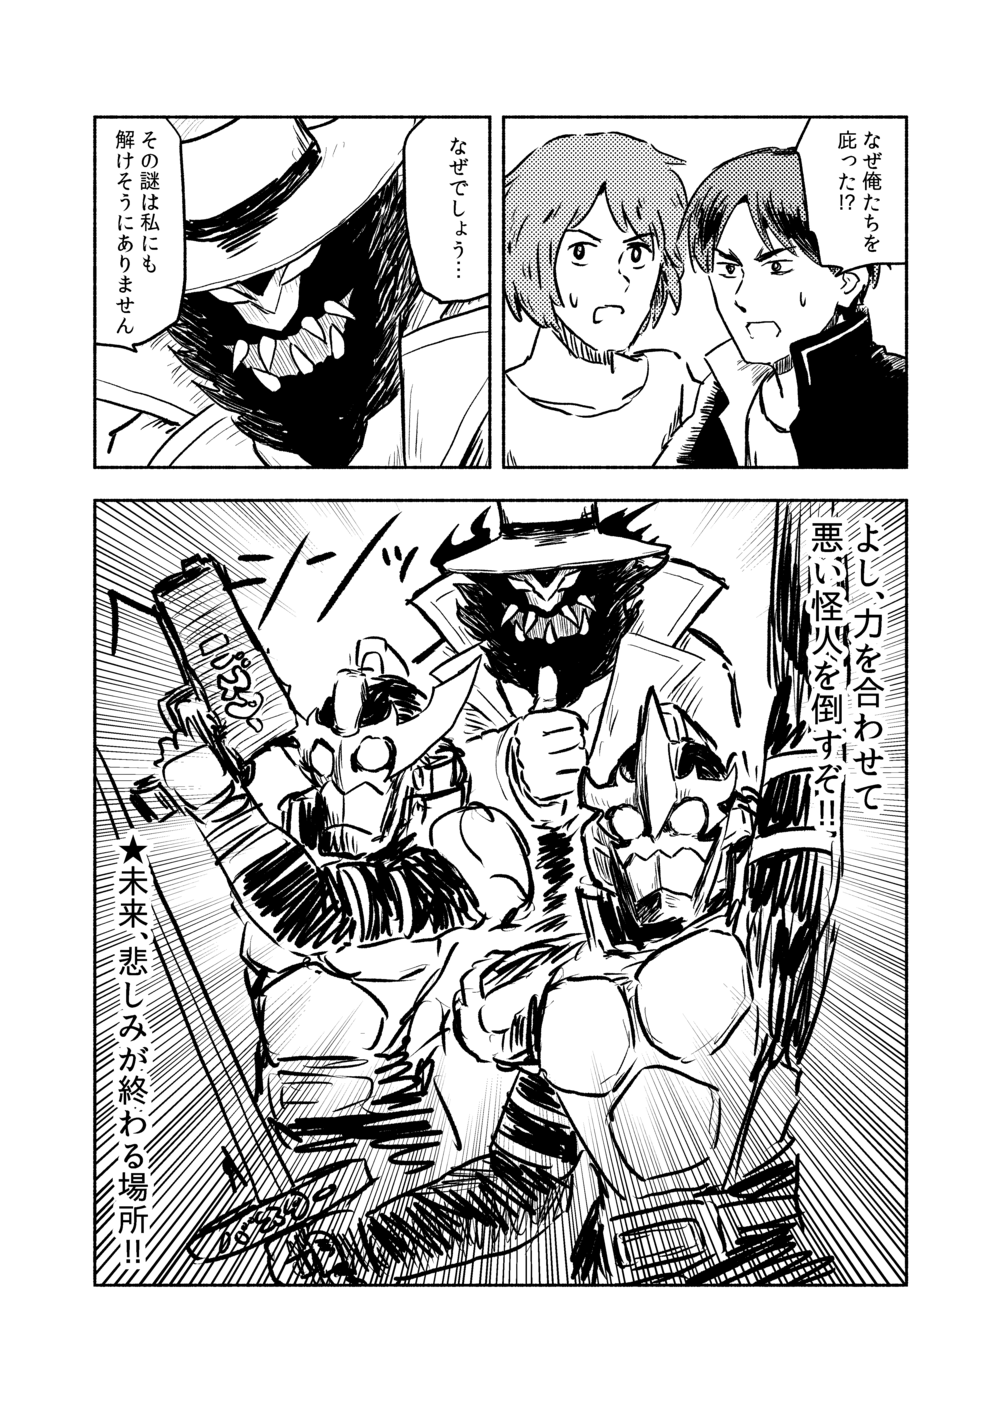 なぜ俺たちを
庇った!?
なぜでしょう…
その謎は私にも
解けそうにありません
よし、力を合わせて
悪い怪人を倒すぞ!!
★未来、悲しみが終わる場所!!